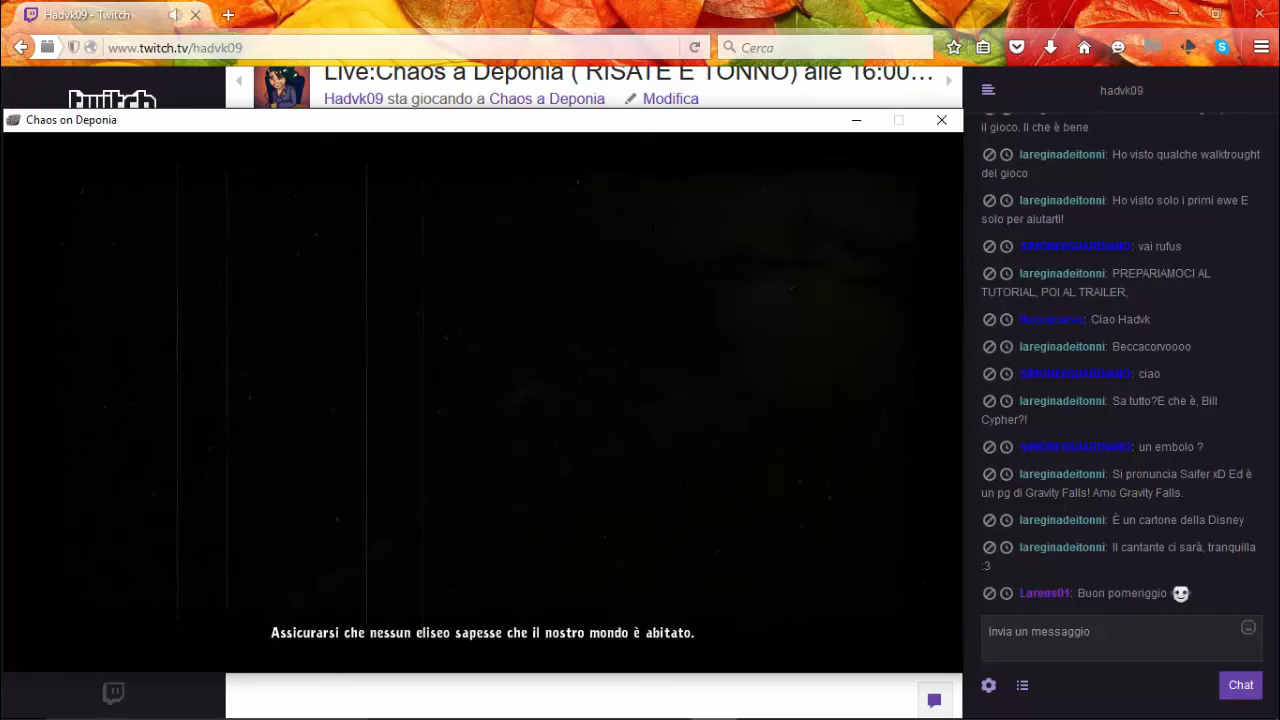 Hadvk09 - Twitch
www.twitch.tv/hadvk09
Cerca
twitch
Live:Chaos a Deponia ( RISATE E TONNO) alle 16:00...
Hadvk09 sta giocando a Chaos a Deponia
Modifica
Chaos on Deponia
Assicurarsi che nessun eliseo sapesse che il nostro mondo è abitato.
hadvk09
il gioco. Il che è bene
lareginadeitonni: Ho visto qualche walktrought
del gioco
lareginadeitonni: Ho visto solo i primi ewe E
solo per aiutarti!
SIMONEilGUARDIANO: vai rufus
lareginadeitonni: PREPARIAMOCI AL
TUTORIAL, POI AL TRAILER,
Beccacorvo: Ciao Hadvk
lareginadeitonni: Beccacorvoooo
SIMONEilGUARDIANO: ciao
lareginadeitonni: Sa tutto?E che è, Bill
Cypher?!
SIMONEilGUARDIANO: un embolo ?
lareginadeitonni: Si pronuncia Saifer xD Ed è
un pg di Gravity Falls! Amo Gravity Falls.
lareginadeitonni: È un cartone della Disney
lareginadeitonni: Il cantante ci sarà, tranquilla
:3
Larens01: Buon pomeriggio
Invia un messaggio
Chat